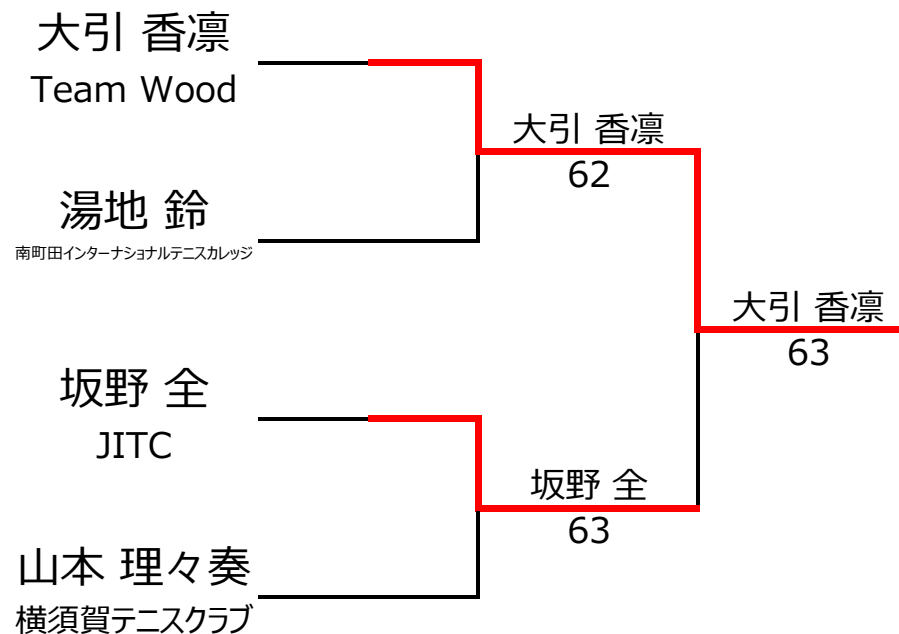 大引 香凛
Team Wood
湯地 鈴
南町田インターナショナルテニスカレッジ
坂野 全
JITC
山本 理々奏
横須賀テニスクラブ
大引 香凛
62
坂野 全
63
大引 香凛
63